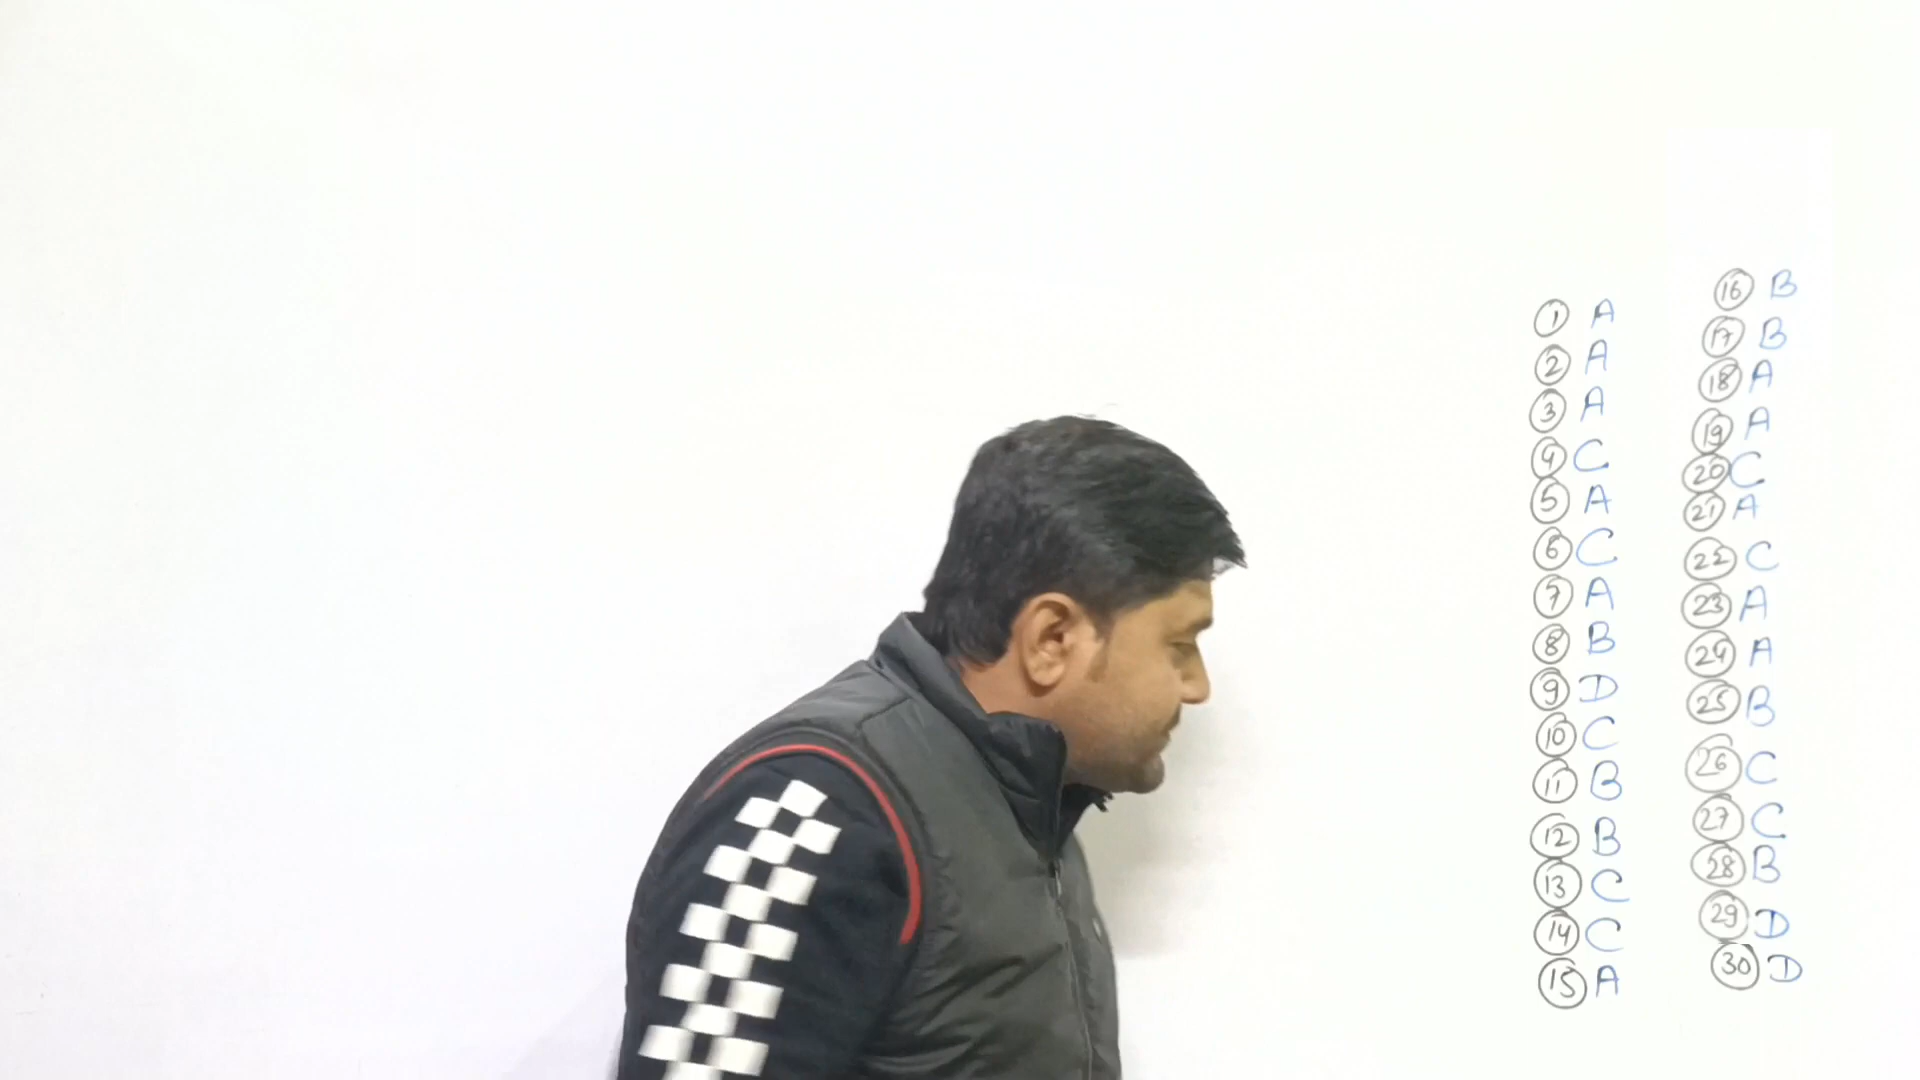 1 A
2 A
3 A
4 C
5 A
6 C
7 A
8 B
9 D
10 C
11 B
12 B
13 C
14 C
15 A
16 B
17 B
18 A
19 A
20 C
21 A
22 C
23 A
24 A
25 B
26 C
27 C
28 B
29 D
30 D